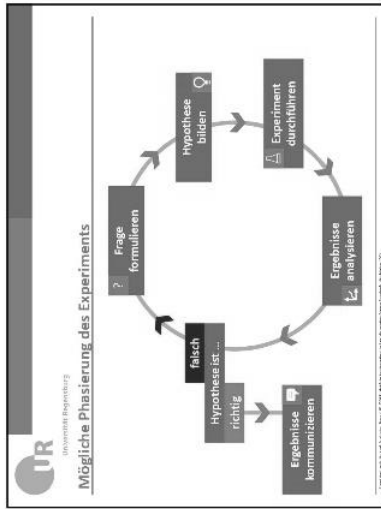 UR
Universität Regensburg
Mögliche Phasierung des Experiments
?
Frage
formulieren
Hypothese
bilden
Experiment
durchführen
Ergebnisse
analysieren
falsch
Hypothese ist ...
richtig
Ergebnisse
kommunizieren